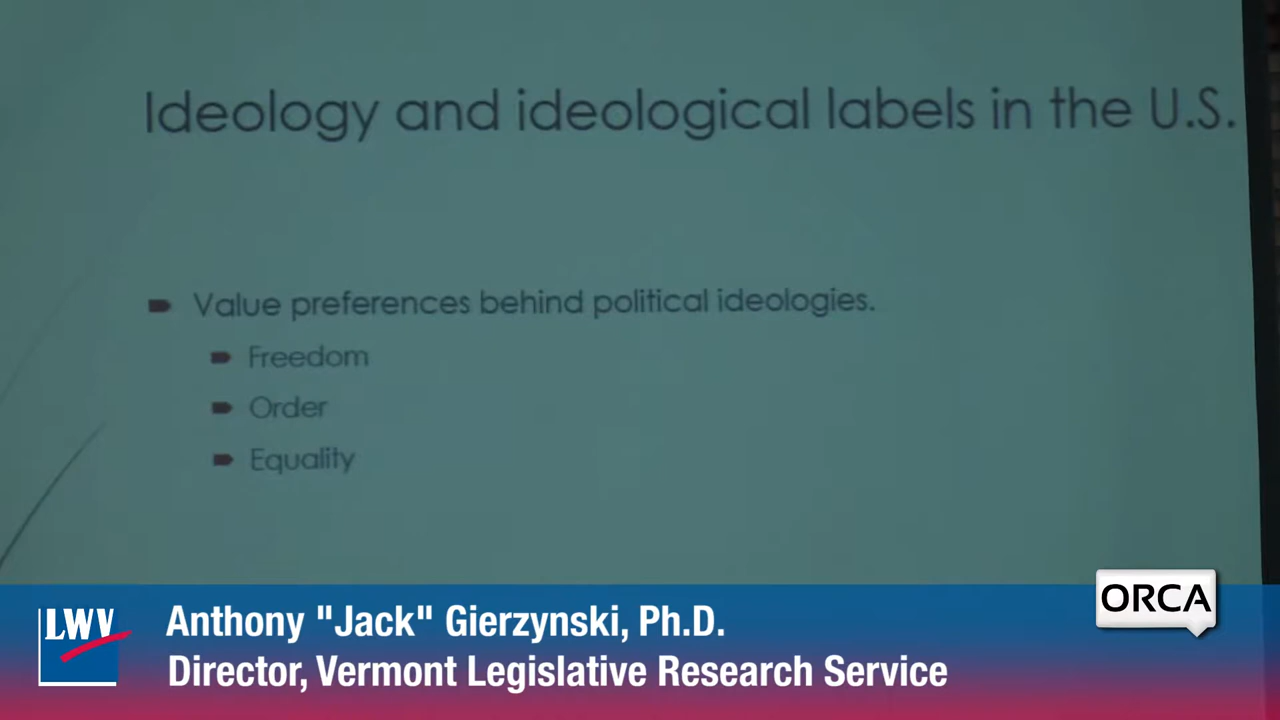 Ideology and ideological labels in the U.S.
Value preferences behind political ideologies.
Freedom
Order
Equality
ORCA
LWV
Anthony "Jack" Gierzynski, Ph.D.
Director, Vermont Legislative Research Service